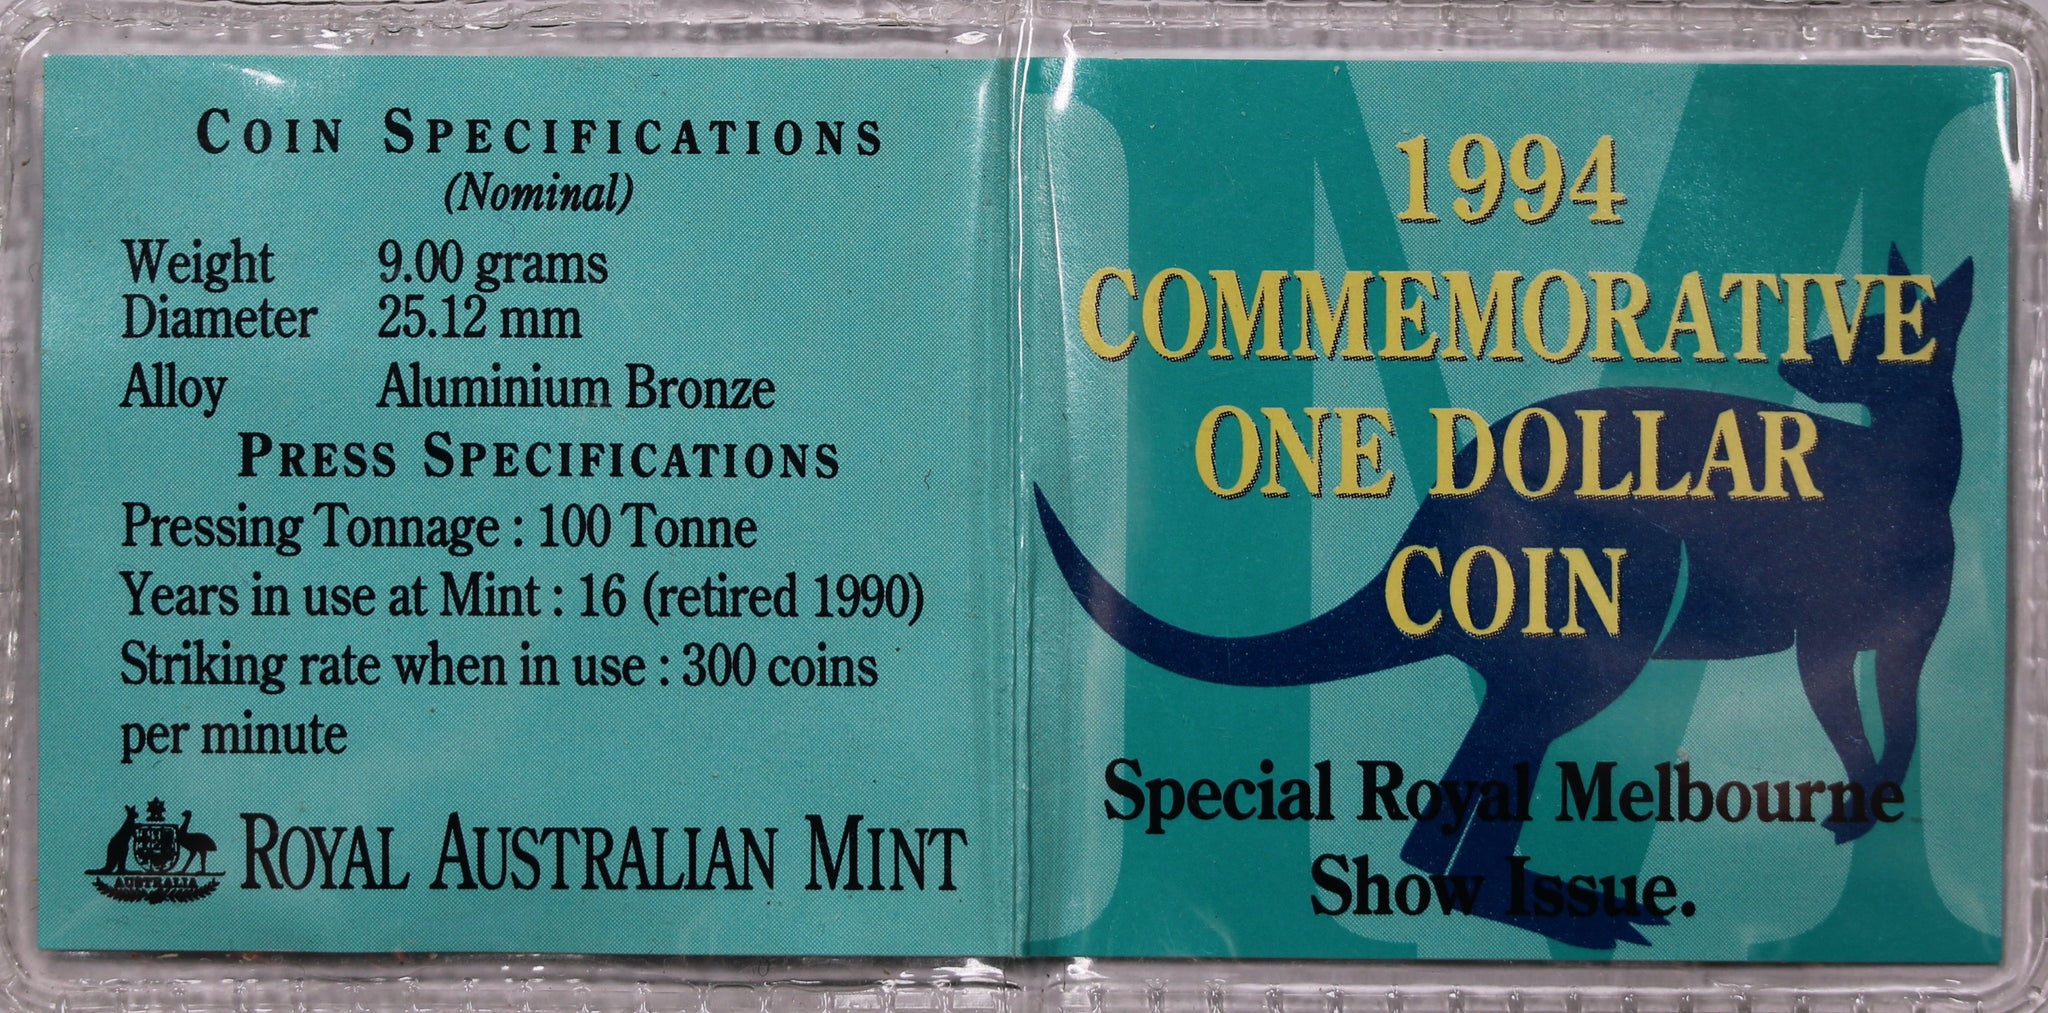 COIN SPECIFICATIONS
(Nominal)
Weight 9.00 grams
Diameter 25.12 mm
Alloy Aluminium Bronze
PRESS SPECIFICATIONS
Pressing Tonnage : 100 Tonne
Years in use at Mint : 16 (retired 1990)
Striking rate when in use : 300 coins
per minute
AUSTRALIA
ROYAL AUSTRALIAN MINT
1994
COMMEMORATIVE
ONE DOLLAR
COIN
Special Royal Melbourne
Show Issue.